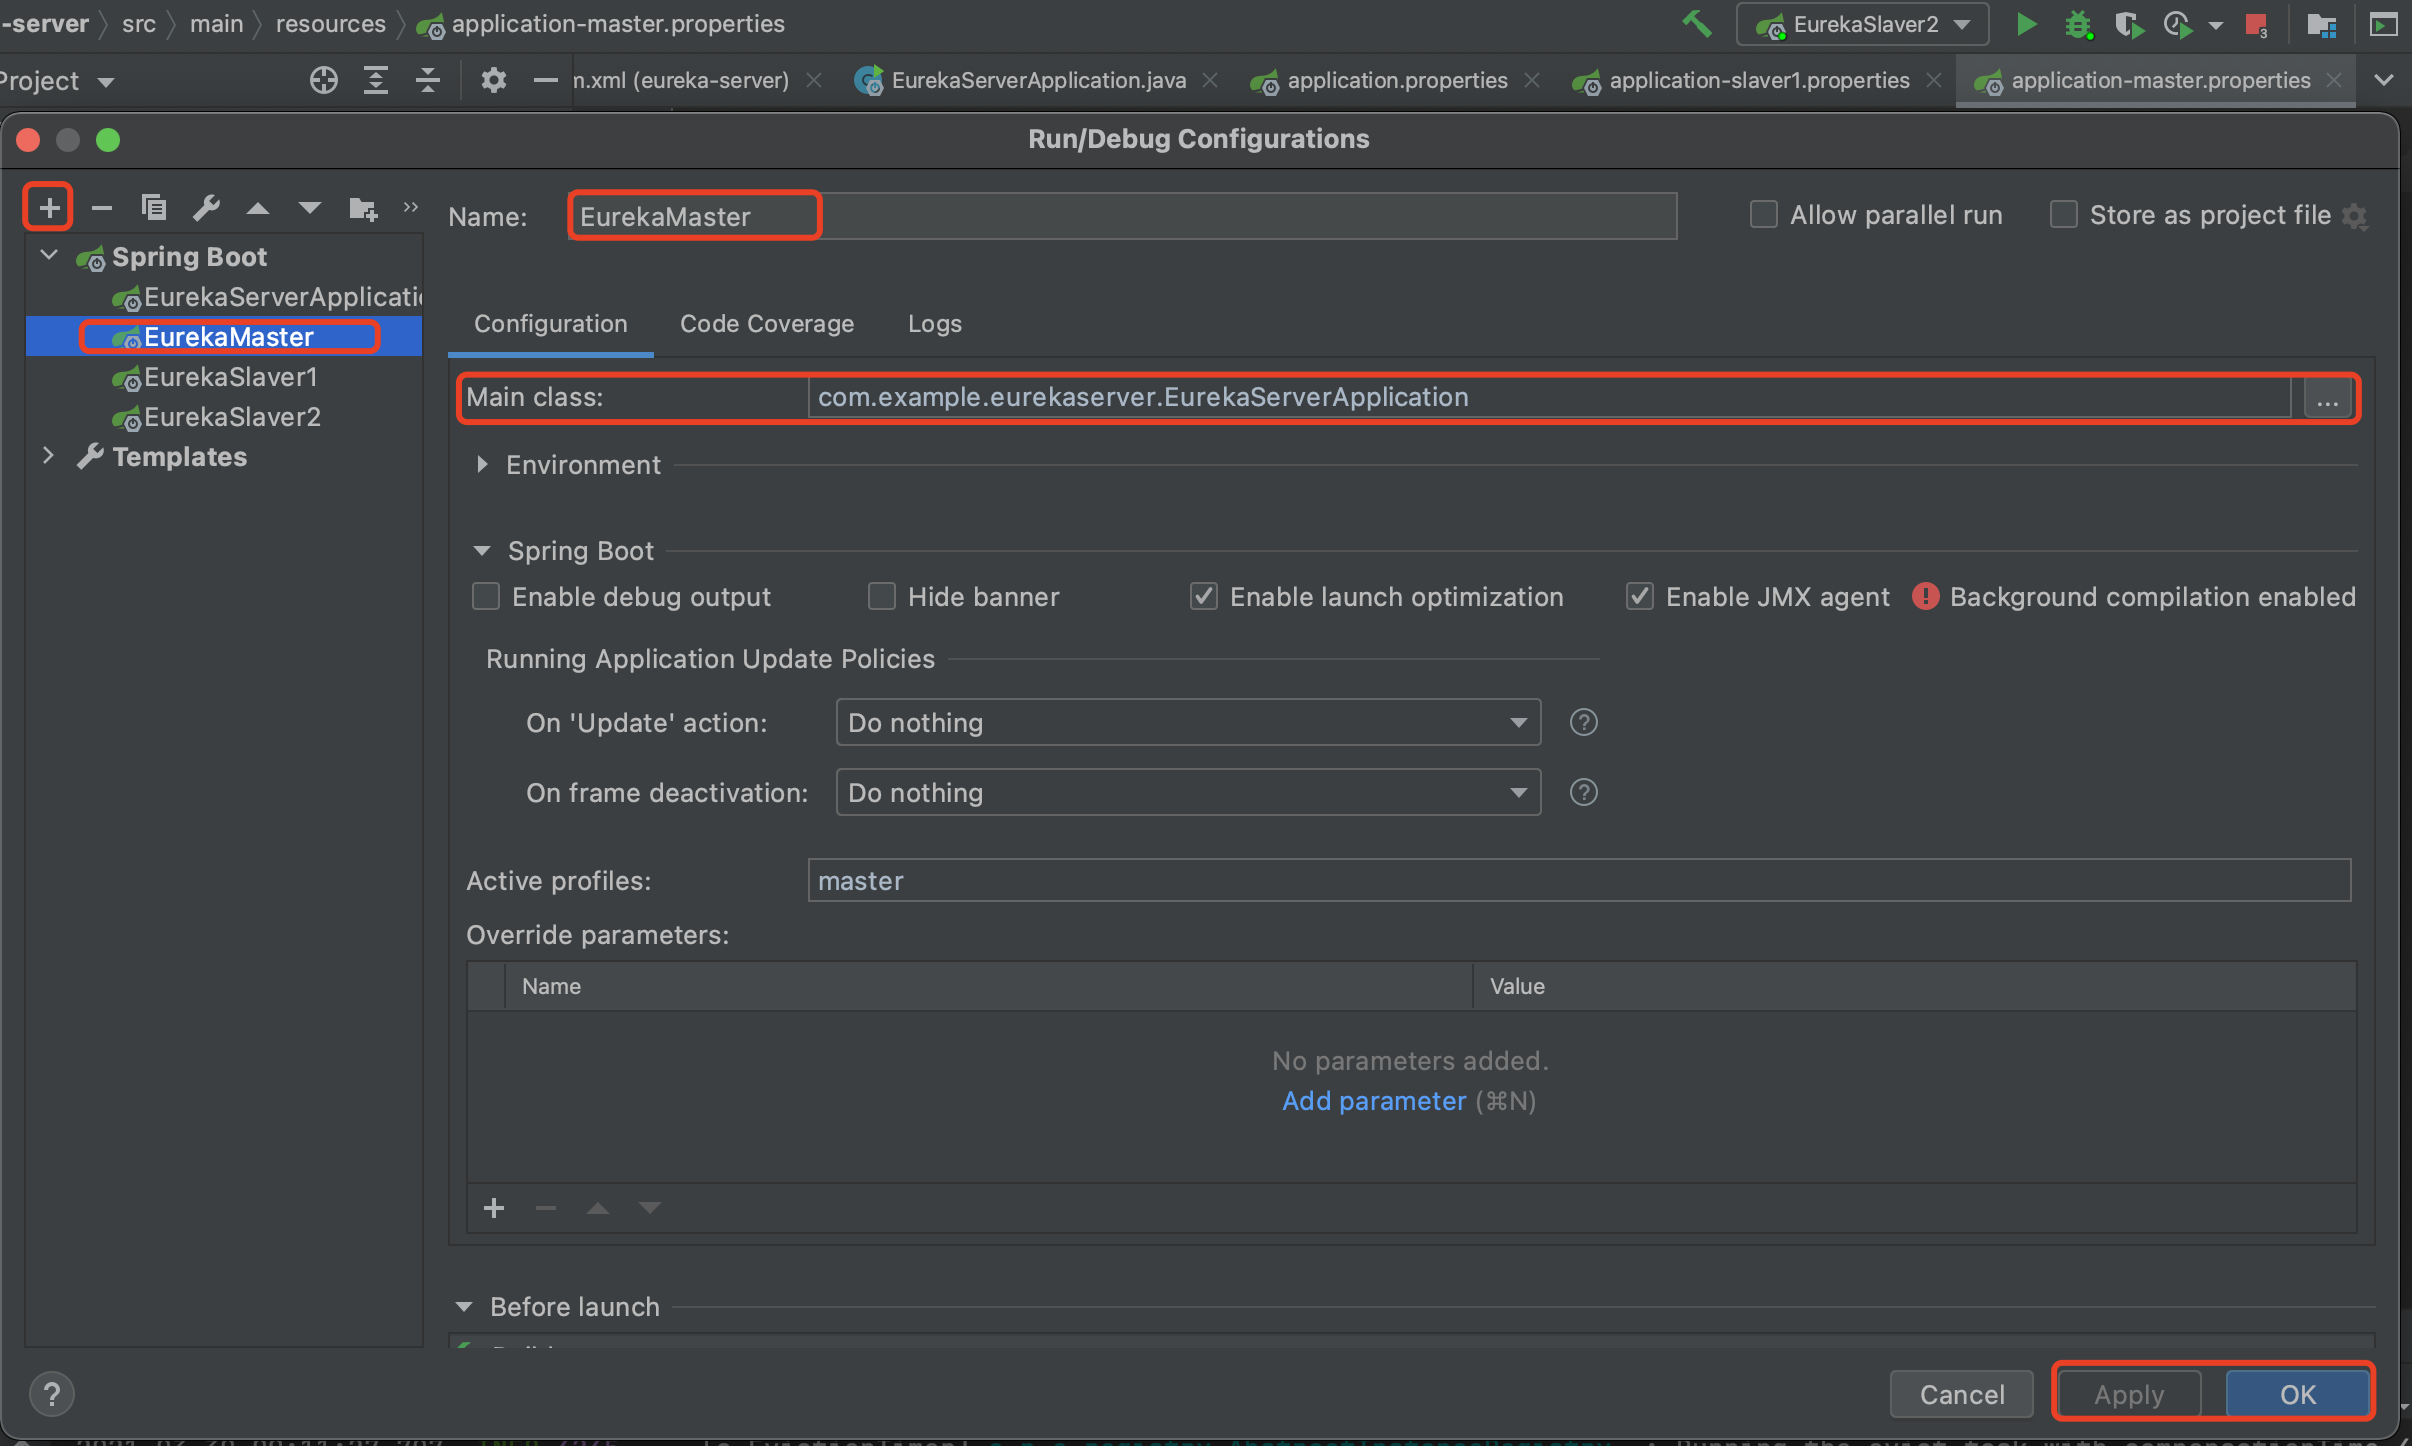 -server src main resources application-master.properties EurekaSlaver2 3
Project m.xml (eureka-server) EurekaServerApplication.java application.properties application-slaver1.properties application-master.properties
Run/Debug Configurations
Name: EurekaMaster Allow parallel run Store as project file
Spring Boot
EurekaServerApplicati
EurekaMaster
EurekaSlaver1
EurekaSlaver2
Templates
Configuration Code Coverage Logs
Main class: com.example.eurekaserver.EurekaServerApplication ...
Environment
Spring Boot
Enable debug output Hide banner Enable launch optimization Enable JMX agent Background compilation enabled
Running Application Update Policies
On 'Update' action: Do nothing ?
On frame deactivation: Do nothing ?
Active profiles: master
Override parameters:
Name Value
No parameters added.
Add parameter (⌘N)
Before launch
? Cancel Apply OK